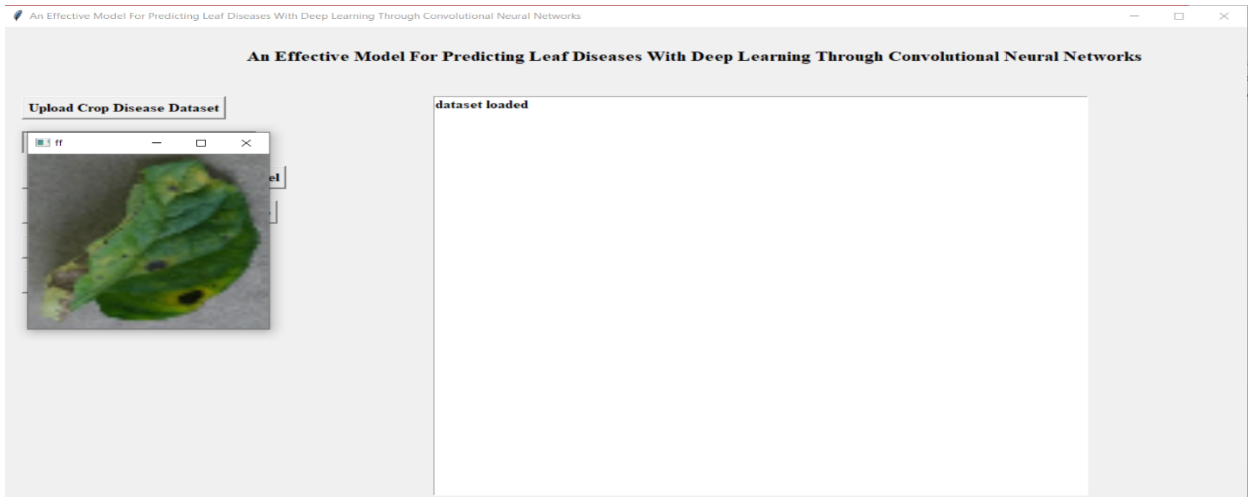 An Effective Model For Predicting Leaf Diseases With Deep Learning Through Convolutional Neural Networks
An Effective Model For Predicting Leaf Diseases With Deep Learning Through Convolutional Neural Networks
Upload Crop Disease Dataset
dataset loaded
ff
el